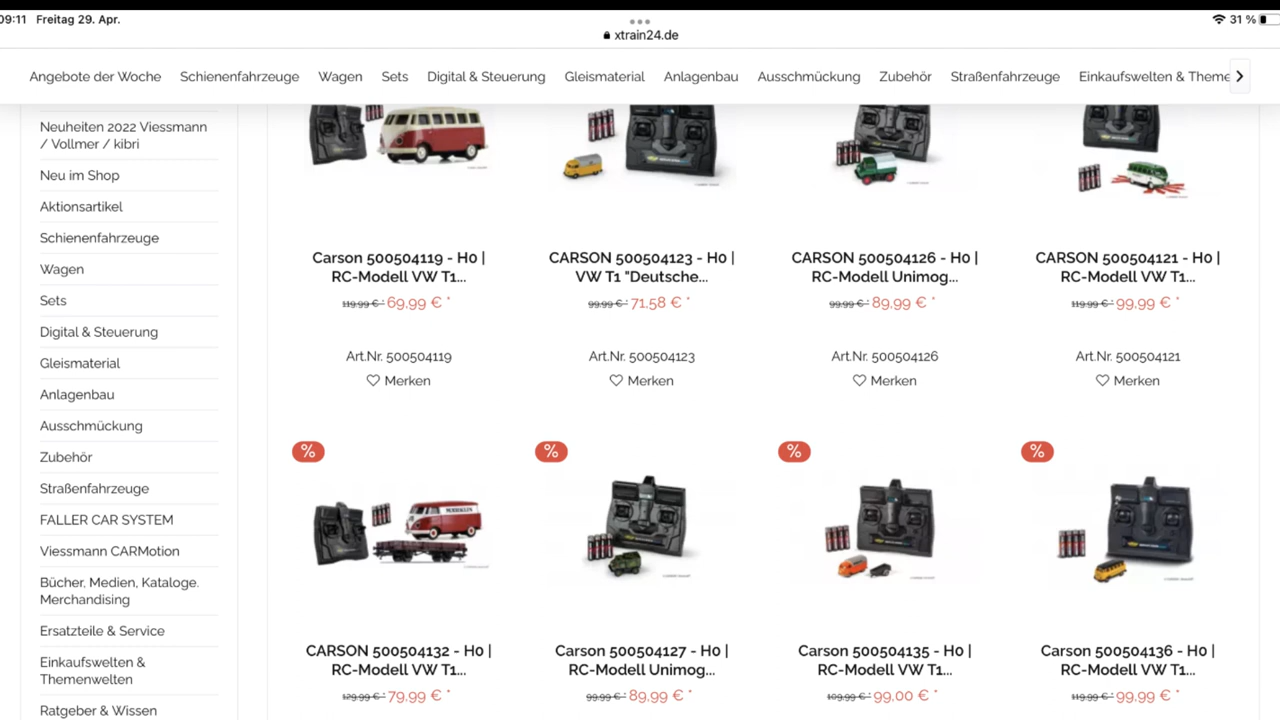 09:11 Freitag 29. Apr.
31 %
xtrain24.de
Angebote der Woche Schienenfahrzeuge Wagen Sets Digital & Steuerung Gleismaterial Anlagenbau Ausschmückung Zubehör Straßenfahrzeuge Einkaufswelten & Theme
Neuheiten 2022 Viessmann
/ Vollmer / kibri
Neu im Shop
Aktionsartikel
Schienenfahrzeuge
Wagen
Sets
Digital & Steuerung
Gleismaterial
Anlagenbau
Ausschmückung
Zubehör
Straßenfahrzeuge
FALLER CAR SYSTEM
Viessmann CARMotion
Bücher, Medien, Kataloge.
Merchandising
Ersatzteile & Service
Einkaufswelten &
Themenwelten
Ratgeber & Wissen
Carson 500504119 - H0 |
RC-Modell VW T1...
119,99 € * 69,99 € *
Art.Nr. 500504119
Merken
CARSON 500504123 - H0 |
VW T1 "Deutsche...
99,99 € * 71,58 € *
Art.Nr. 500504123
Merken
CARSON 500504126 - H0 |
RC-Modell Unimog...
99,99 € * 89,99 € *
Art.Nr. 500504126
Merken
CARSON 500504121 - H0 |
RC-Modell VW T1...
119,99 € * 99,99 € *
Art.Nr. 500504121
Merken
%
MÄRKLIN
CARSON 500504132 - H0 |
RC-Modell VW T1...
129,99 € * 79,99 € *
%
Carson 500504127 - H0 |
RC-Modell Unimog...
99,99 € * 89,99 € *
%
Carson 500504135 - H0 |
RC-Modell VW T1...
109,99 € * 99,00 € *
%
Carson 500504136 - H0 |
RC-Modell VW T1...
119,99 € * 99,99 € *